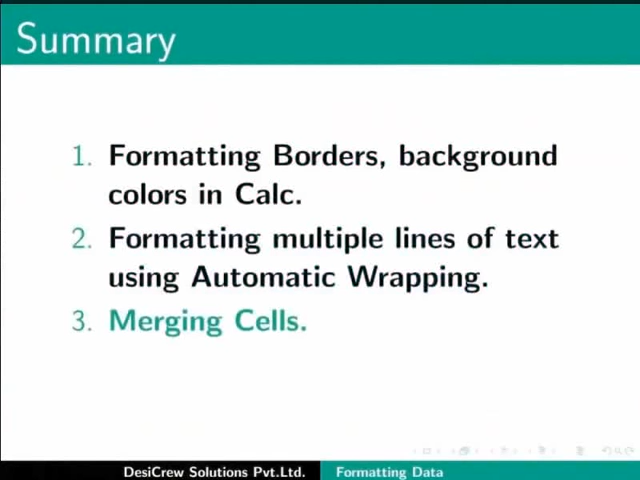 Summary
1. Formatting Borders, background
colors in Calc.
2. Formatting multiple lines of text
using Automatic Wrapping.
3. Merging Cells.
DesiCrew Solutions Pvt.Ltd. Formatting Data